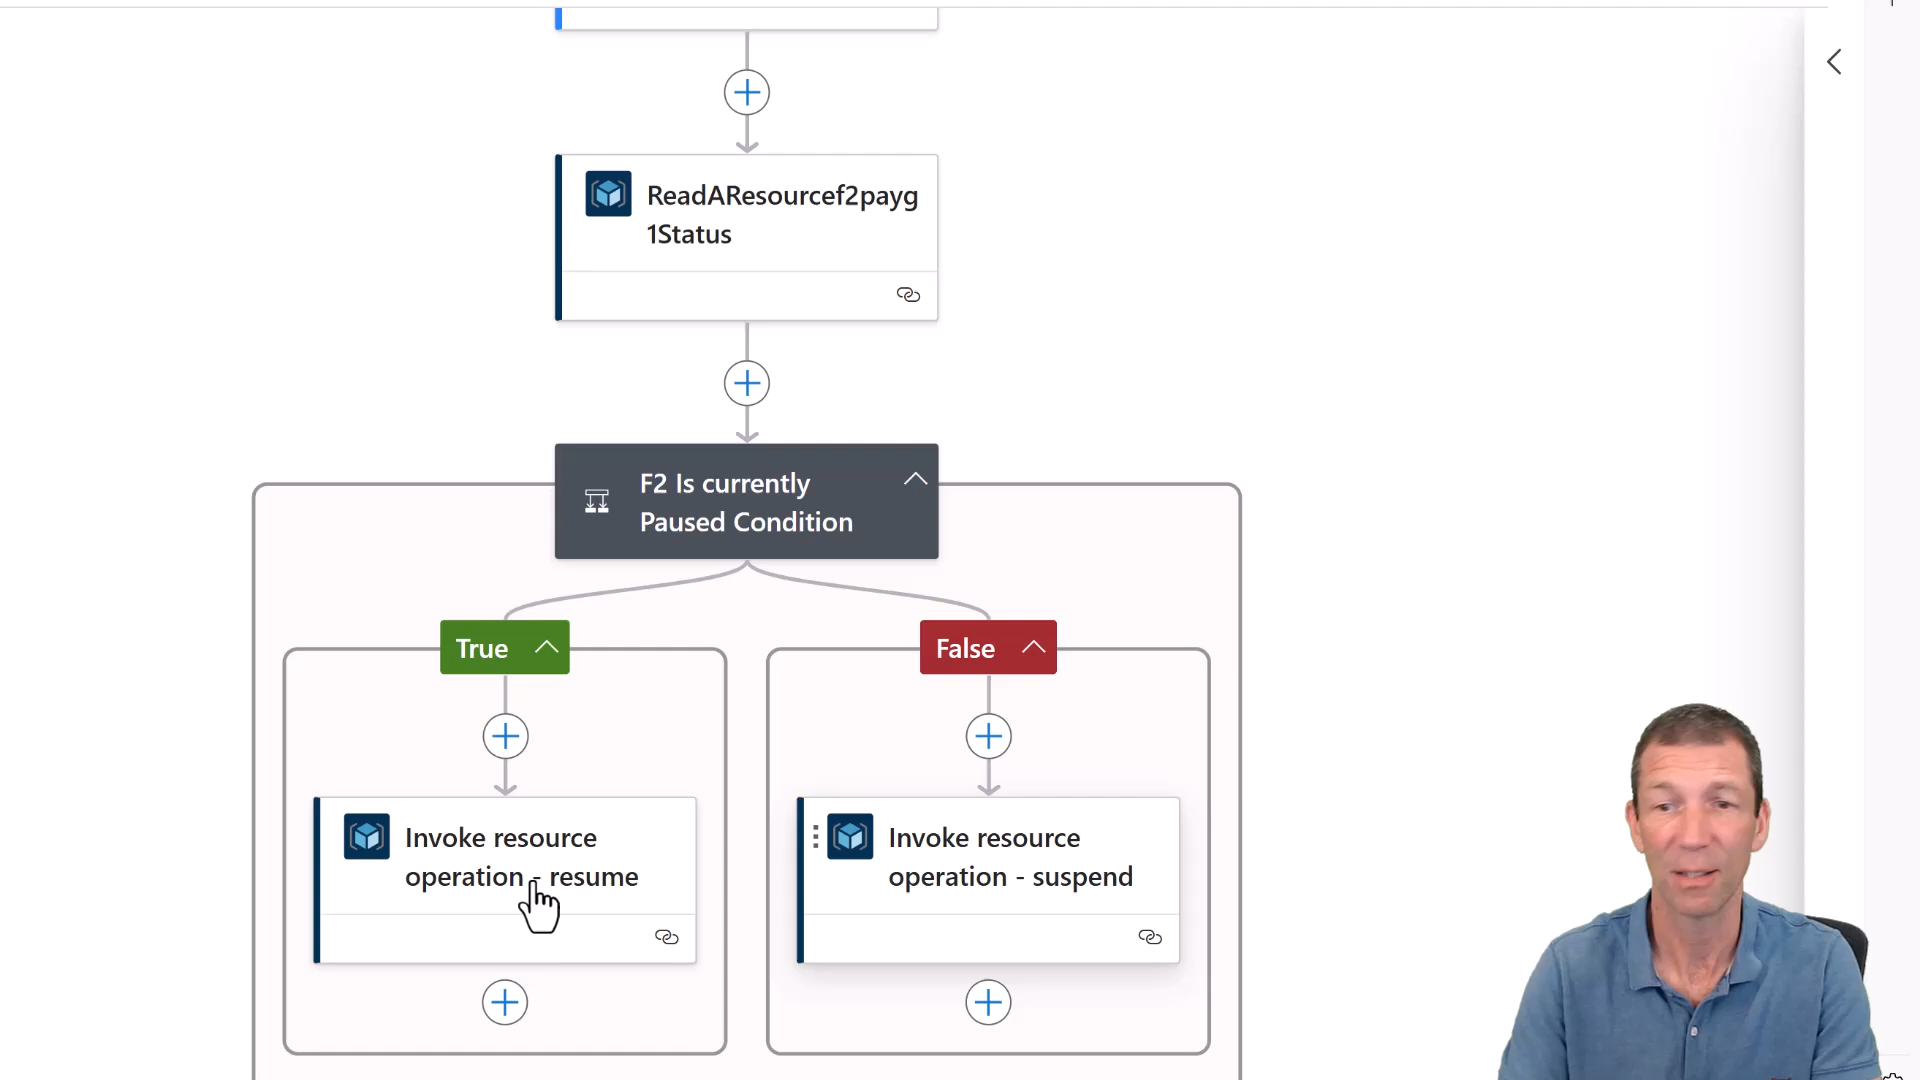 ReadAResourcef2payg
1Status
F2 Is currently
Paused Condition
True
False
Invoke resource
operation - resume
Invoke resource
operation - suspend